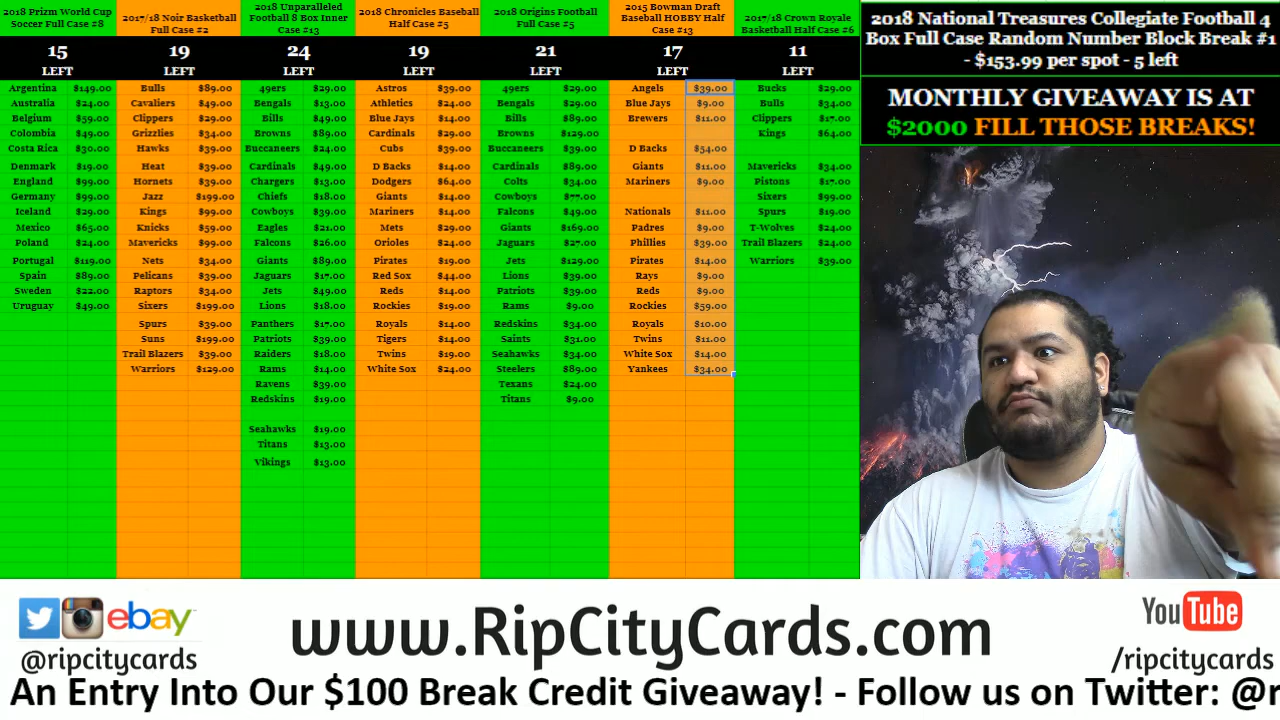 2018 Prizm World Cup Soccer Full Case #8
15
LEFT
Argentina $149.00
Australia $24.00
Belgium $59.00
Colombia $49.00
Costa Rica $30.00
Denmark $19.00
England $99.00
Germany $99.00
Iceland $29.00
Mexico $65.00
Poland $24.00
Portugal $119.00
Spain $89.00
Sweden $22.00
Uruguay $49.00
2017/18 Noir Basketball Full Case #2
19
LEFT
Bulls $89.00
Cavaliers $49.00
Clippers $29.00
Grizzlies $34.00
Hawks $39.00
Heat $39.00
Hornets $39.00
Jazz $199.00
Kings $99.00
Knicks $59.00
Mavericks $99.00
Nets $34.00
Pelicans $39.00
Raptors $34.00
Sixers $199.00
Spurs $39.00
Suns $199.00
Trail Blazers $39.00
Warriors $129.00
2018 Unparalleled Football 8 Box Inner Case #13
24
LEFT
49ers $29.00
Bengals $13.00
Bills $49.00
Browns $89.00
Buccaneers $24.00
Cardinals $49.00
Chargers $13.00
Chiefs $18.00
Cowboys $39.00
Eagles $21.00
Falcons $26.00
Giants $89.00
Jaguars $17.00
Jets $49.00
Lions $18.00
Panthers $17.00
Patriots $39.00
Raiders $18.00
Rams $14.00
Ravens $39.00
Redskins $19.00
Seahawks $19.00
Titans $13.00
Vikings $13.00
2018 Chronicles Baseball Half Case #5
19
LEFT
Astros $39.00
Athletics $24.00
Blue Jays $14.00
Cardinals $29.00
Cubs $39.00
D Backs $14.00
Dodgers $64.00
Giants $14.00
Mariners $14.00
Mets $29.00
Orioles $24.00
Pirates $19.00
Red Sox $44.00
Reds $14.00
Rockies $19.00
Royals $14.00
Tigers $14.00
Twins $19.00
White Sox $24.00
2018 Origins Football Full Case #5
21
LEFT
49ers $29.00
Bengals $29.00
Bills $89.00
Browns $129.00
Buccaneers $39.00
Cardinals $89.00
Colts $34.00
Cowboys $77.00
Falcons $49.00
Giants $169.00
Jaguars $27.00
Jets $129.00
Lions $39.00
Patriots $39.00
Rams $9.00
Redskins $34.00
Saints $31.00
Seahawks $34.00
Steelers $89.00
Texans $24.00
Titans $9.00
2015 Bowman Draft Baseball HOBBY Half Case #13
17
LEFT
Angels $39.00
Blue Jays $9.00
Brewers $11.00
D Backs $54.00
Giants $11.00
Mariners $9.00
Nationals $11.00
Padres $9.00
Phillies $39.00
Pirates $14.00
Rays $9.00
Reds $9.00
Rockies $59.00
Royals $10.00
Twins $11.00
White Sox $14.00
Yankees $34.00
2017/18 Crown Royale Basketball Half Case #6
11
LEFT
Bucks $29.00
Bulls $34.00
Clippers $17.00
Kings $64.00
Mavericks $34.00
Pistons $17.00
Sixers $99.00
Spurs $19.00
T-Wolves $24.00
Trail Blazers $24.00
Warriors $39.00
2018 National Treasures Collegiate Football 4
Box Full Case Random Number Block Break #1
- $153.99 per spot - 5 left
MONTHLY GIVEAWAY IS AT
$2000 FILL THOSE BREAKS!
ebay
@ripcitycards
www.RipCityCards.com
YouTube
/ripcitycards
An Entry Into Our $100 Break Credit Giveaway! - Follow us on Twitter: @r